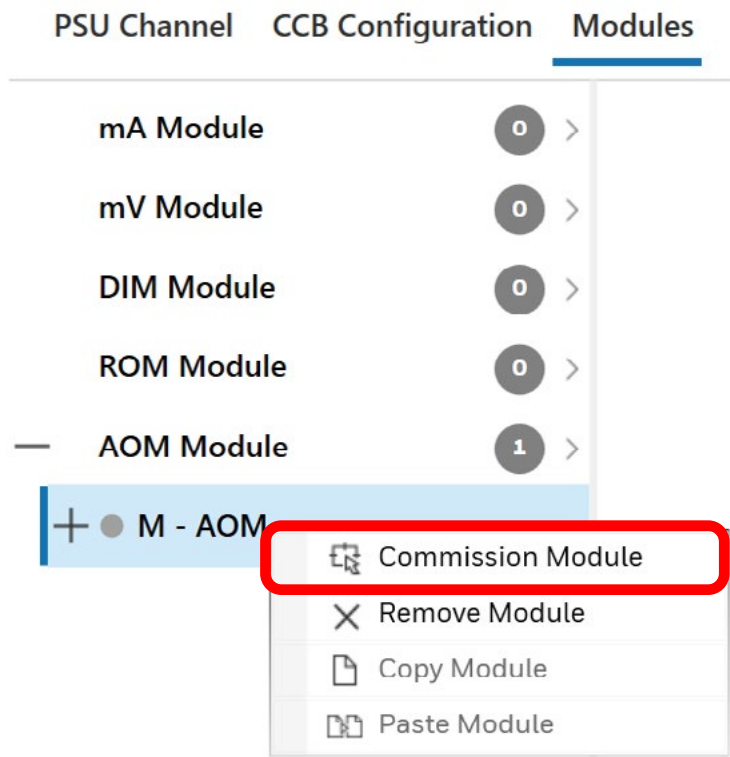 PSU Channel CCB Configuration Modules
mA Module 0
mV Module 0
DIM Module 0
ROM Module 0
AOM Module 1
M - AOM
Commission Module
Remove Module
Copy Module
Paste Module